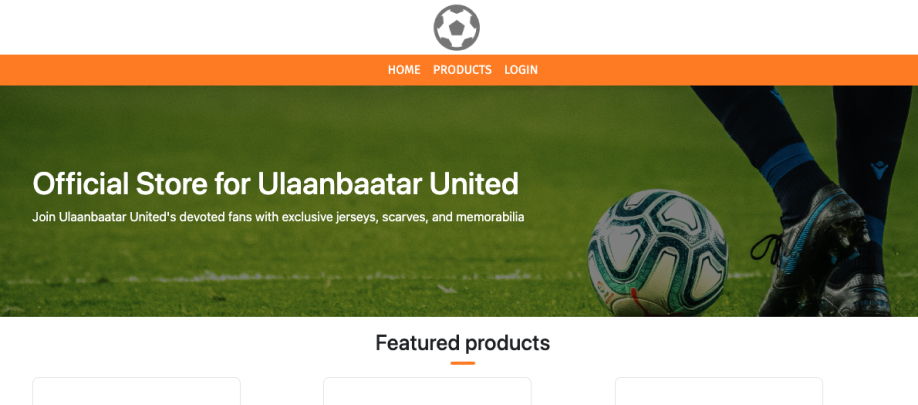 HOME PRODUCTS LOGIN
Official Store for Ulaanbaatar United
Join Ulaanbaatar United's devoted fans with exclusive jerseys, scarves, and memorabilia
Featured products